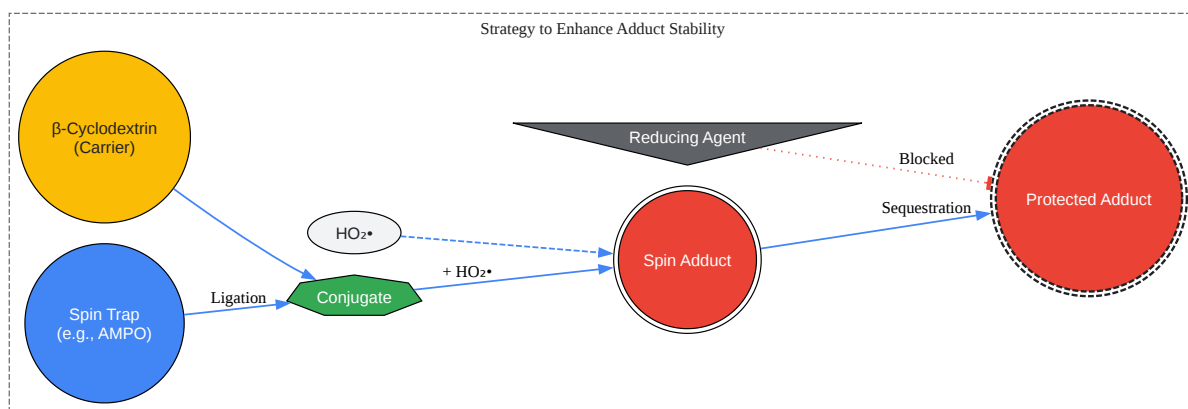 Strategy to Enhance Adduct Stability
β-Cyclodextrin
(Carrier)
Reducing Agent
Blocked
Protected Adduct
Sequestration
HO₂•
Spin Adduct
+ HO₂•
Ligation
Conjugate
Spin Trap
(e.g., AMPO)